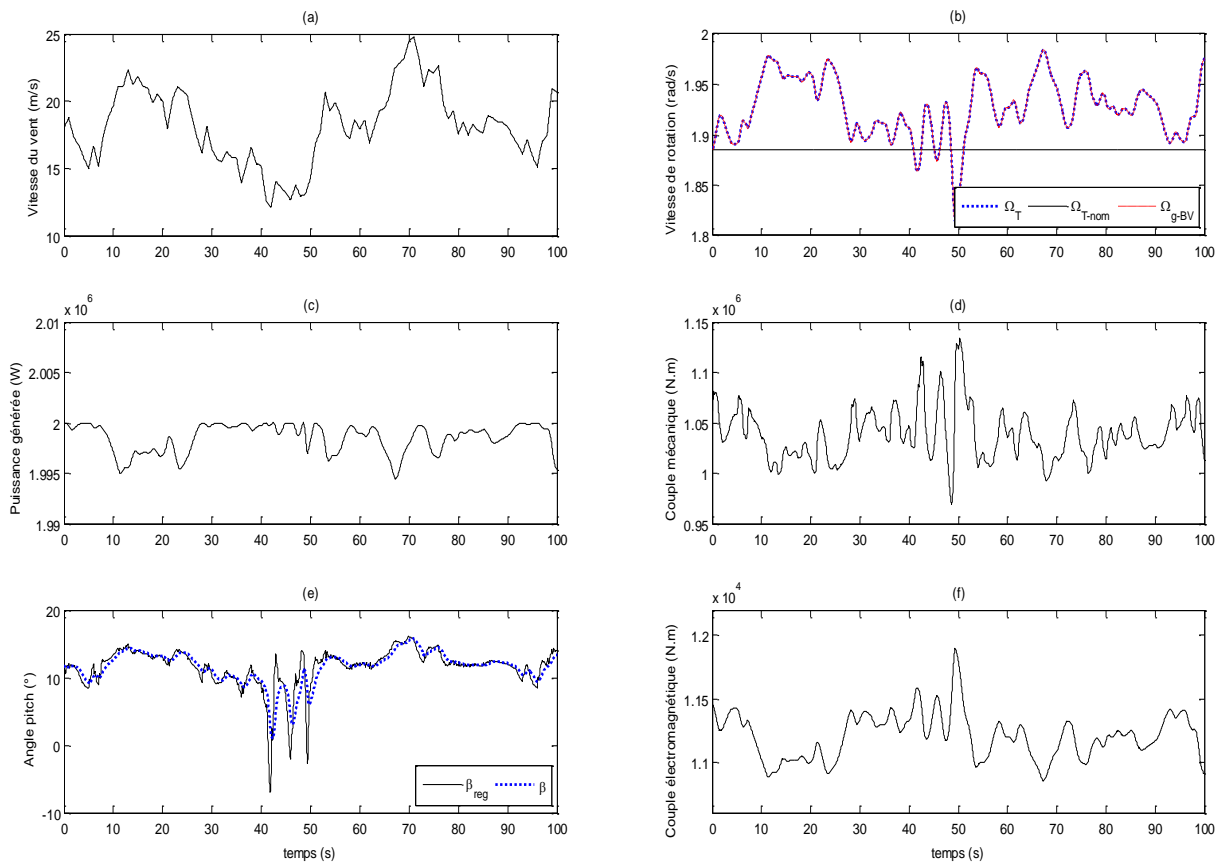 (a)
Vitesse du vent (m/s)
25
20
15
10
0 10 20 30 40 50 60 70 80 90 100
(b)
Vitesse de rotation (rad/s)
2
1.95
1.9
1.85
1.8
0 10 20 30 40 50 60 70 80 90 100
Ω_T Ω_T-nom Ω_g-BV
(c)
x 10^6
Puissance générée (W)
2.01
2.005
2
1.995
1.99
0 10 20 30 40 50 60 70 80 90 100
(d)
x 10^6
Couple mécanique (N.m)
1.15
1.1
1.05
1
0.95
0 10 20 30 40 50 60 70 80 90 100
(e)
Angle pitch (°)
20
10
0
-10
0 10 20 30 40 50 60 70 80 90 100
β_reg β
temps (s)
(f)
x 10^4
Couple électromagnétique (N.m)
1.2
1.15
1.1
0 10 20 30 40 50 60 70 80 90 100
temps (s)